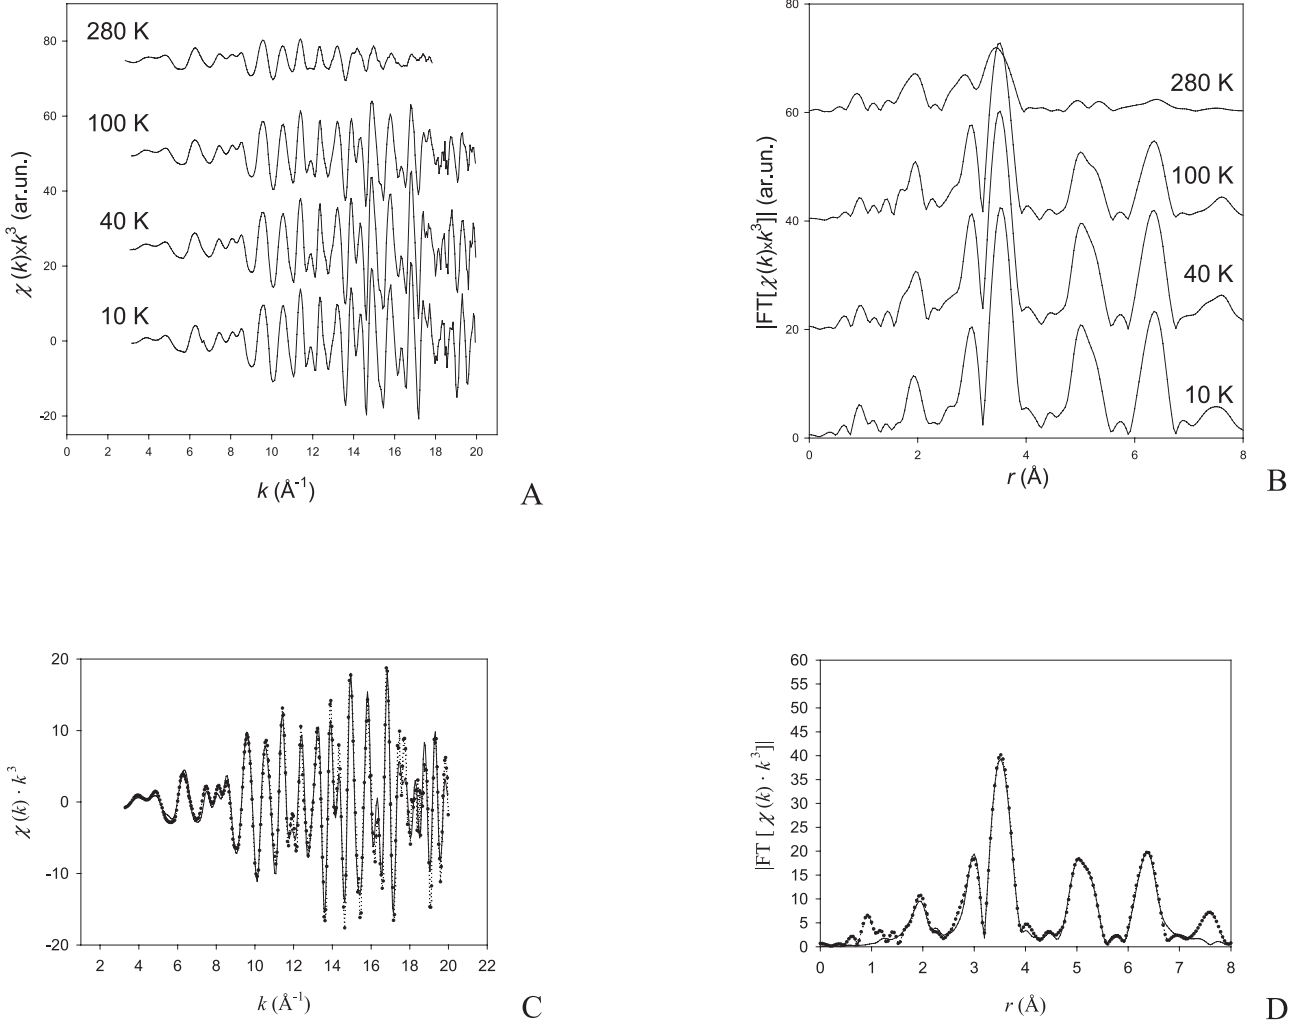 280 K
100 K
40 K
10 K
χ(k)×k³ (ar.un.)
80
60
40
20
0
-20
0 2 4 6 8 10 12 14 16 18 20
k (Å⁻¹)
A
280 K
100 K
40 K
10 K
|FT[χ(k)×k³]| (ar.un.)
80
60
40
20
0
0 2 4 6 8
r (Å)
B
χ(k) · k³
20
10
0
-10
-20
2 4 6 8 10 12 14 16 18 20 22
k (Å⁻¹)
C
|FT [ χ(k) · k³]|
60
55
50
45
40
35
30
25
20
15
10
5
0
0 1 2 3 4 5 6 7 8
r (Å)
D